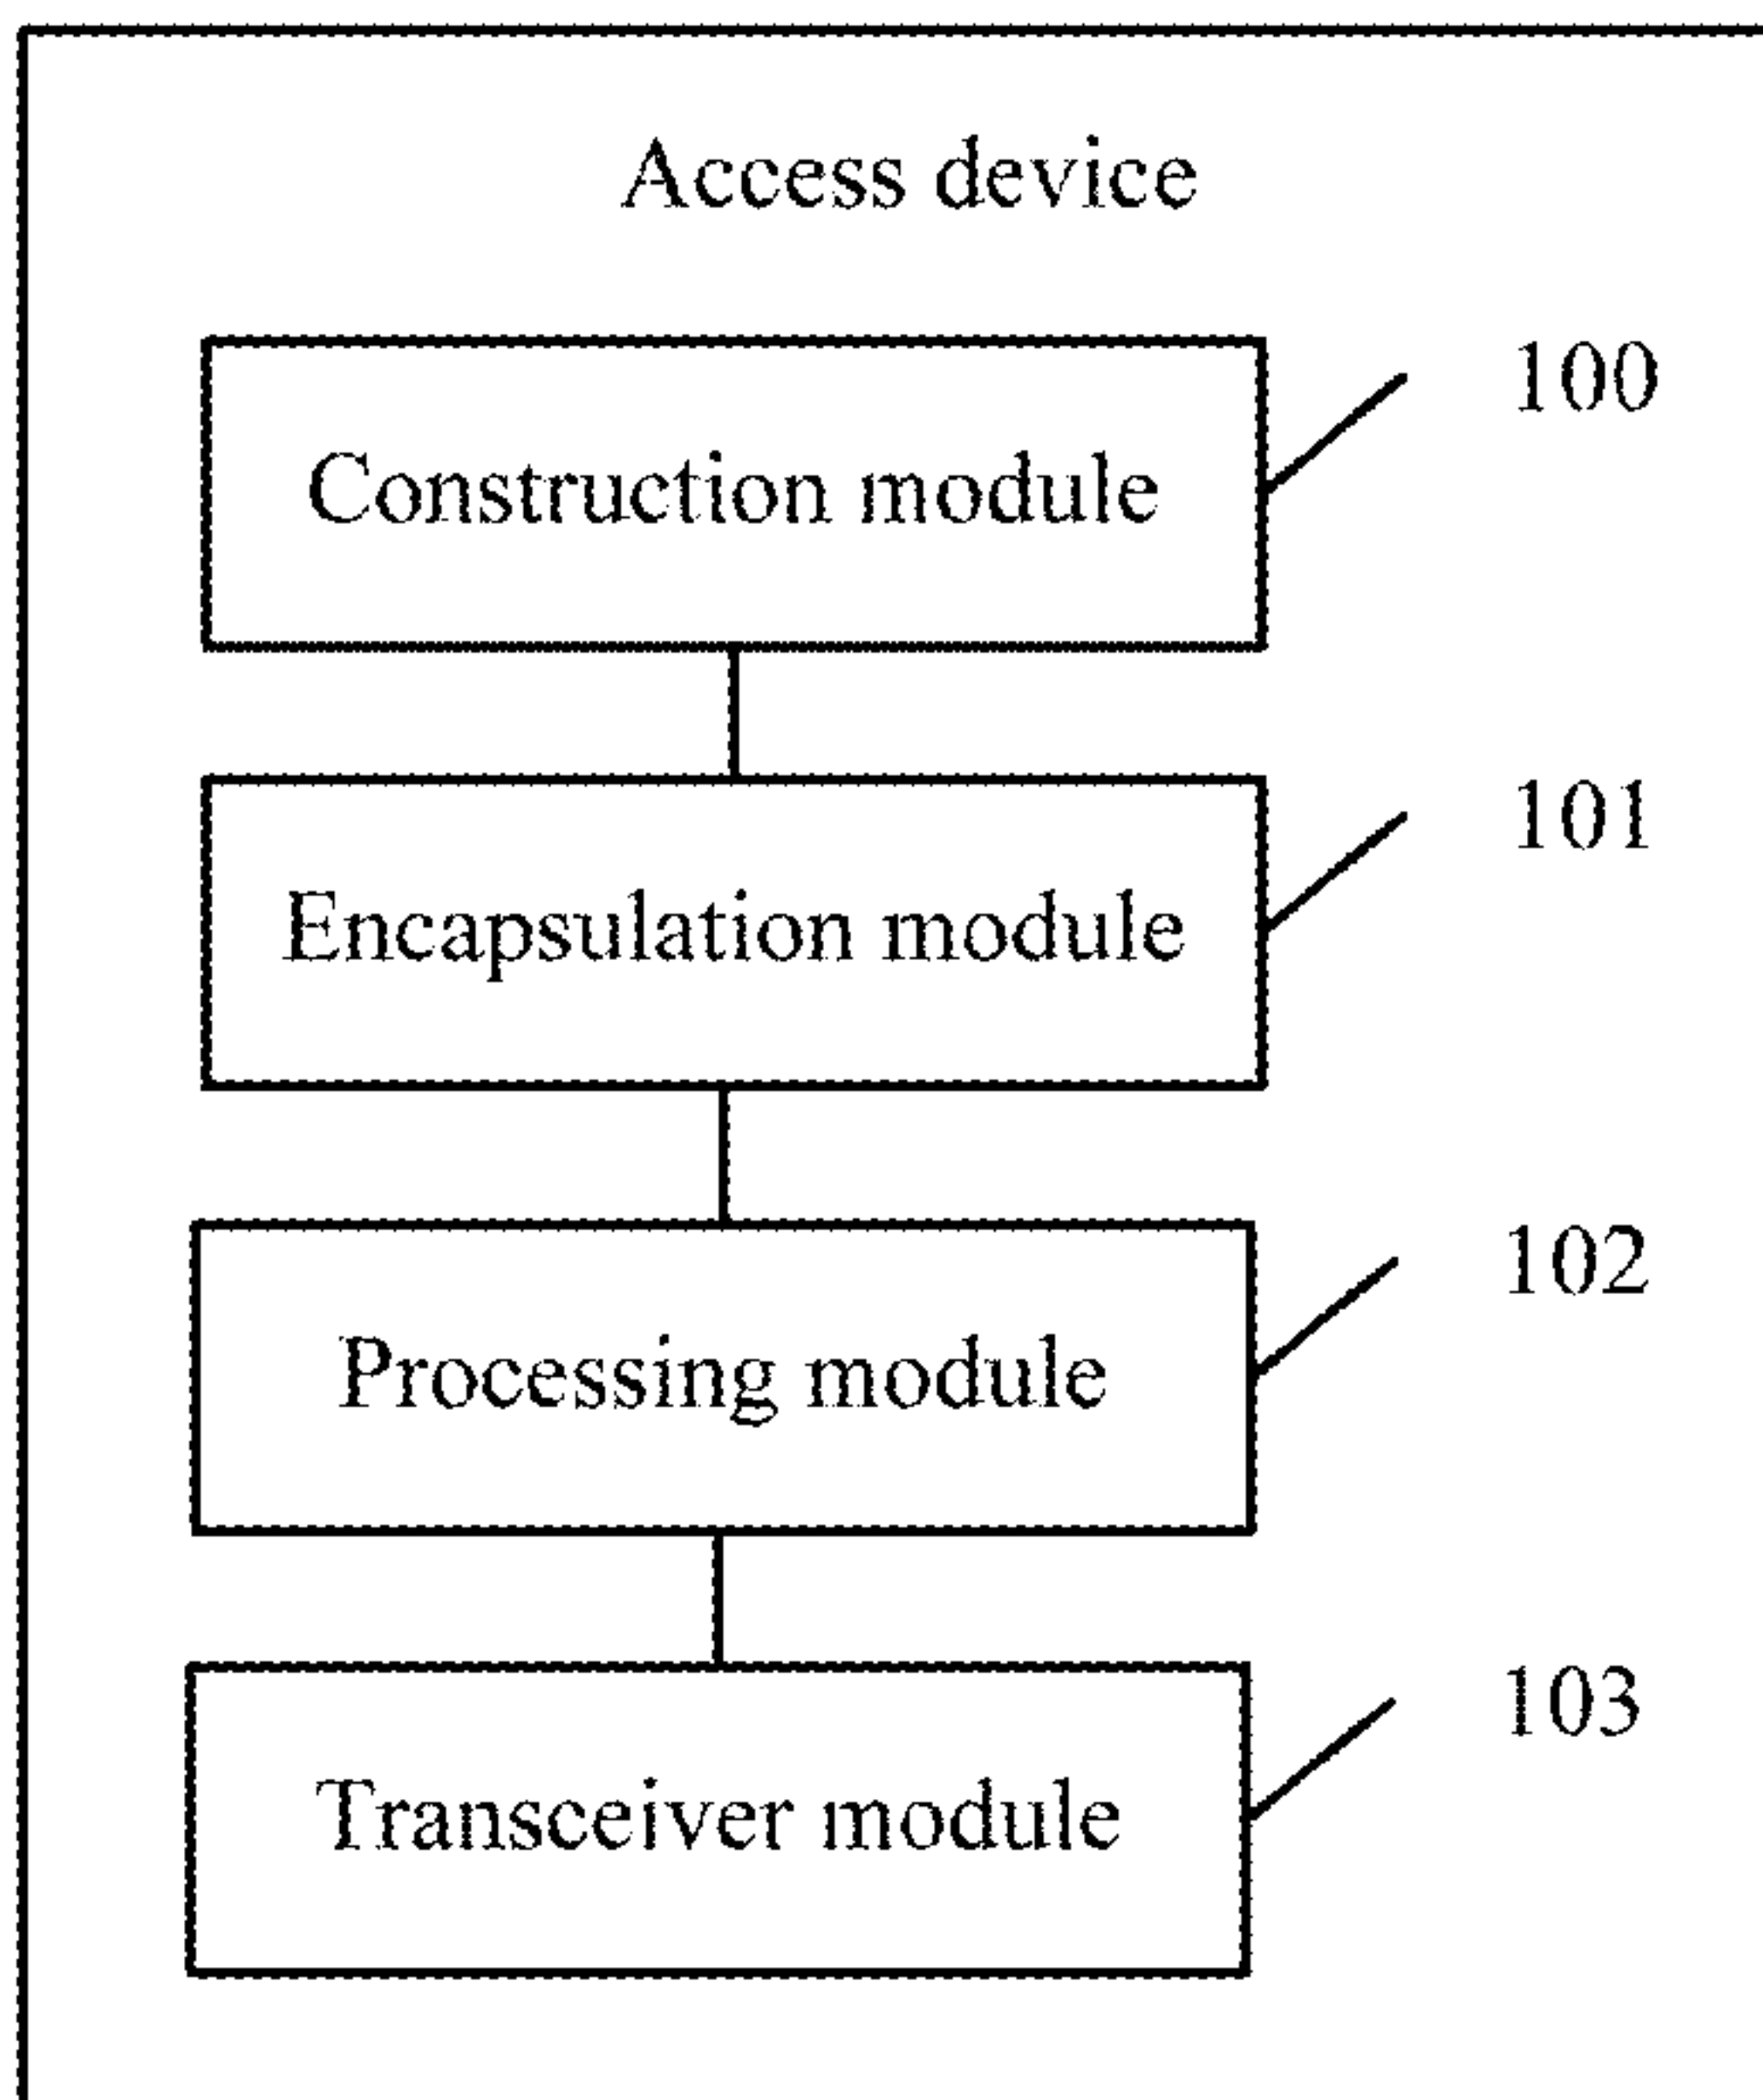 Access device
Construction module
100
Encapsulation module
101
Processing module
102
Transceiver module
103